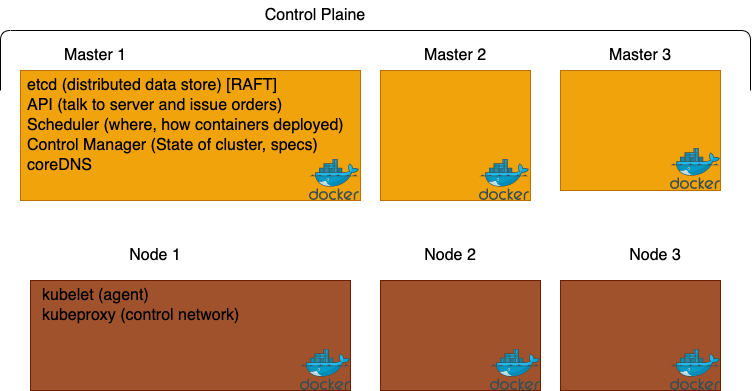 Control Plaine
Master 1
Master 2
Master 3
etcd (distributed data store) [RAFT]
API (talk to server and issue orders)
Scheduler (where, how containers deployed)
Control Manager (State of cluster, specs)
coreDNS
docker
docker
docker
Node 1
Node 2
Node 3
kubelet (agent)
kubeproxy (control network)
docker
docker
docker